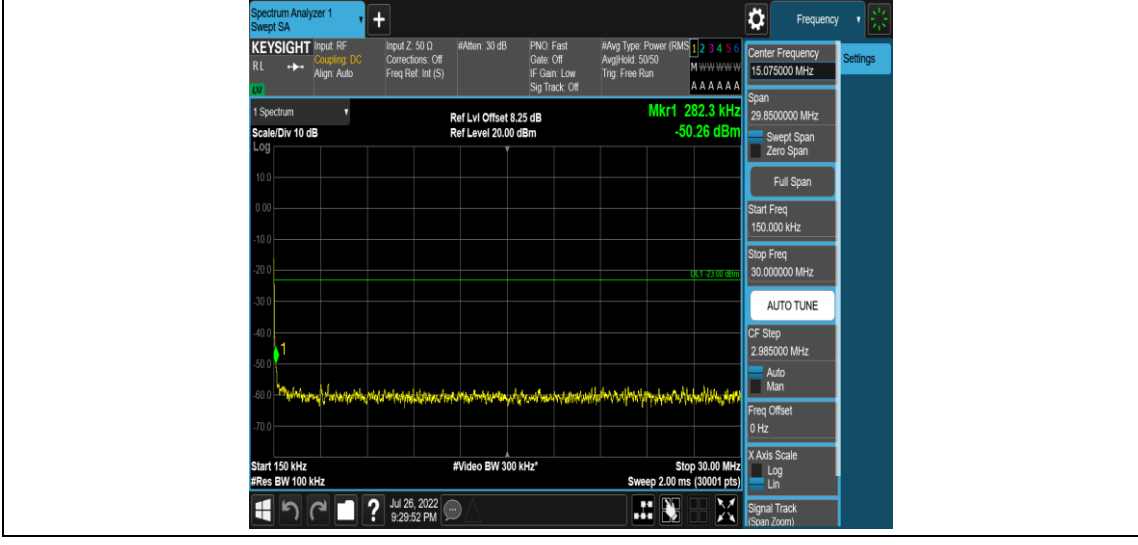 Spectrum Analyzer 1
Swept SA
+
Frequency
KEYSIGHT
RL
LXI
Input: RF
Coupling: DC
Align: Auto
Input Z: 50 Ω
Corrections: Off
Freq Ref: Int (S)
#Atten: 30 dB
PNO: Fast
Gate: Off
IF Gain: Low
Sig Track: Off
#Avg Type: Power (RMS
Avg|Hold: 50/50
Trig: Free Run
1 2 3 4 5 6
M W W W W W
A A A A A A
1 Spectrum
Scale/Div 10 dB
Log
Ref Lvl Offset 8.25 dB
Ref Level 20.00 dBm
Mkr1 282.3 kHz
-50.26 dBm
10.0
0.00
-10.0
-20.0
DL1 -23.00 dBm
-30.0
-40.0
1
-50.0
-60.0
-70.0
Start 150 kHz
#Video BW 300 kHz*
Stop 30.00 MHz
#Res BW 100 kHz
Sweep 2.00 ms (30001 pts)
?
Jul 26, 2022
9:29:52 PM
Center Frequency
15.075000 MHz
Settings
Span
29.8500000 MHz
Swept Span
Zero Span
Full Span
Start Freq
150.000 kHz
Stop Freq
30.000000 MHz
AUTO TUNE
CF Step
2.985000 MHz
Auto
Man
Freq Offset
0 Hz
X Axis Scale
Log
Lin
Signal Track
(Span Zoom)